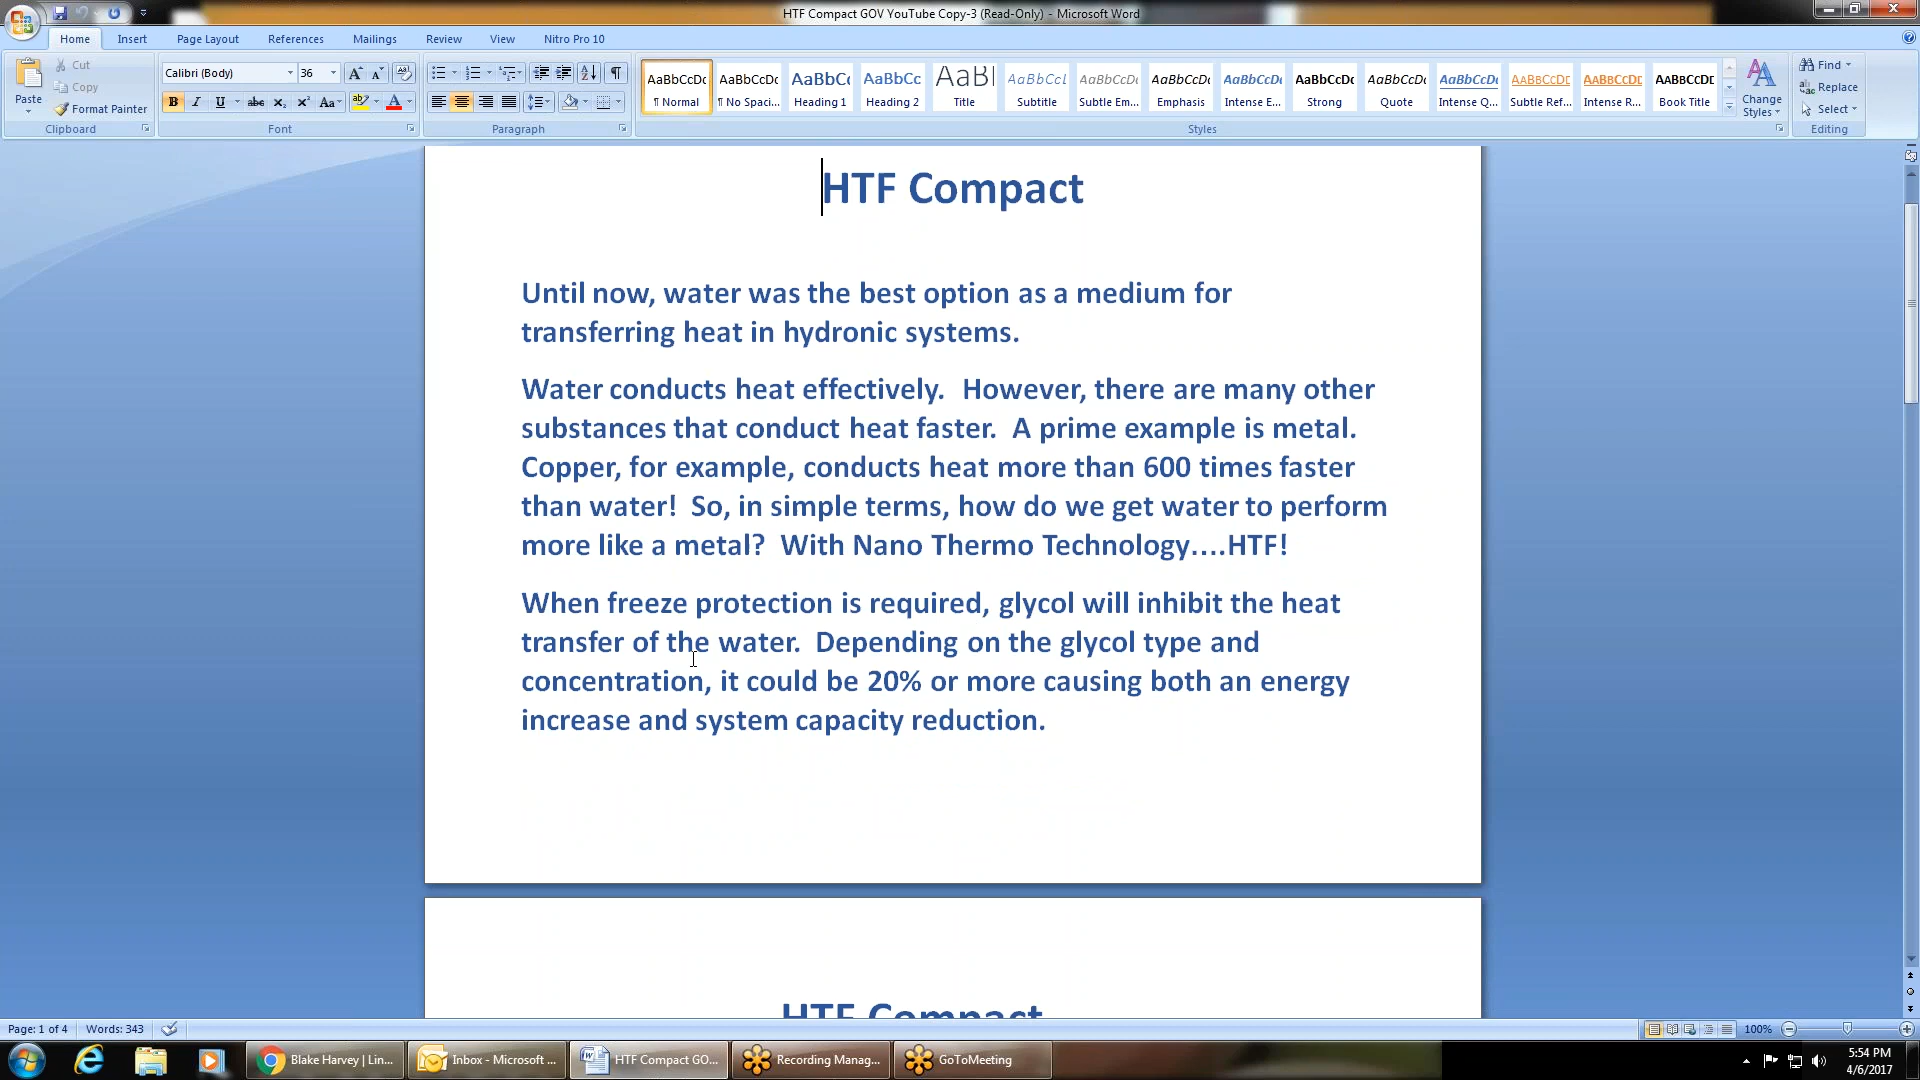 HTF Compact GOV YouTube Copy-3 (Read-Only) - Microsoft Word
Home Insert Page Layout References Mailings Review View Nitro Pro 10
Paste
Cut
Copy
Format Painter
Clipboard
Calibri (Body) 36
Font
Paragraph
AaBbCcDc AaBbCcDc AaBbC AaBbCc AaB AaBbCcL AaBbCcDc AaBbCcDc AaBbCcDc AaBbCcDc AaBbCcDc AaBbCcDc AABBCCDC AABBCCDC AABBCCDC
¶ Normal ¶ No Spaci... Heading 1 Heading 2 Title Subtitle Subtle Em... Emphasis Intense E... Strong Quote Intense Q... Subtle Ref... Intense R... Book Title
Change Styles
Styles
Find
Replace
Select
Editing
HTF Compact
Until now, water was the best option as a medium for
transferring heat in hydronic systems.
Water conducts heat effectively.  However, there are many other
substances that conduct heat faster.  A prime example is metal.
Copper, for example, conducts heat more than 600 times faster
than water!  So, in simple terms, how do we get water to perform
more like a metal?  With Nano Thermo Technology....HTF!
When freeze protection is required, glycol will inhibit the heat
transfer of the water.  Depending on the glycol type and
concentration, it could be 20% or more causing both an energy
increase and system capacity reduction.
HTF Compact
Page: 1 of 4 Words: 343 100%
Blake Harvey | Lin... Inbox - Microsoft ... HTF Compact GO... Recording Manag... GoToMeeting
5:54 PM
4/6/2017